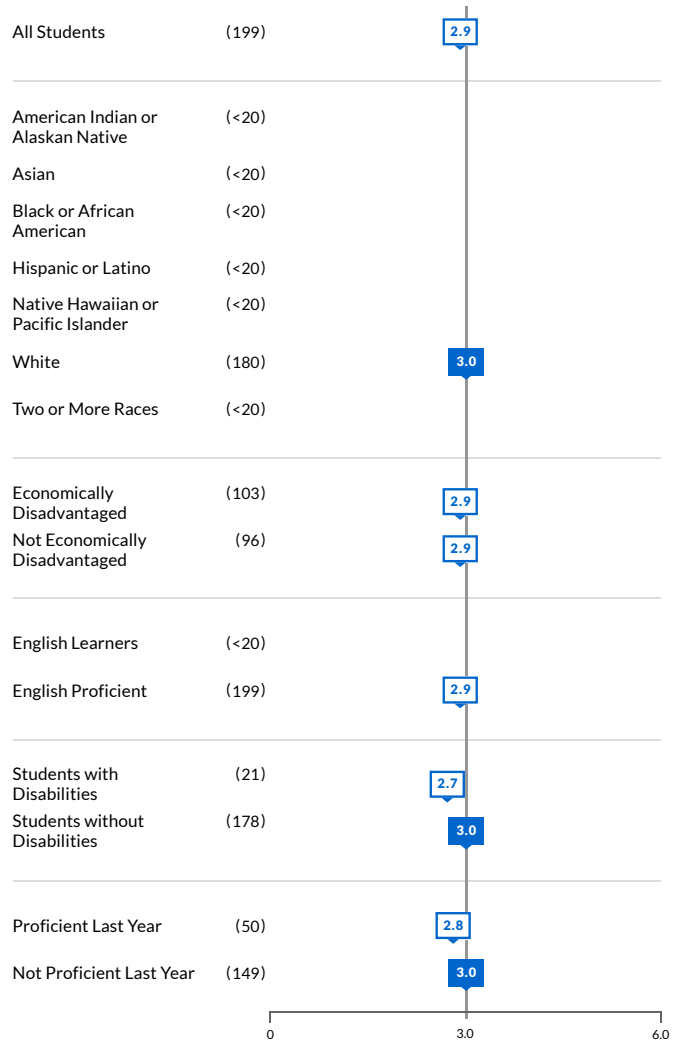 All Students (199) 2.9
American Indian or (<20)
Alaskan Native
Asian (<20)
Black or African (<20)
American
Hispanic or Latino (<20)
Native Hawaiian or (<20)
Pacific Islander
White (180) 3.0
Two or More Races (<20)
Economically (103) 2.9
Disadvantaged
Not Economically (96) 2.9
Disadvantaged
English Learners (<20)
English Proficient (199) 2.9
Students with (21) 2.7
Disabilities
Students without (178) 3.0
Disabilities
Proficient Last Year (50) 2.8
Not Proficient Last Year (149) 3.0
0 3.0 6.0